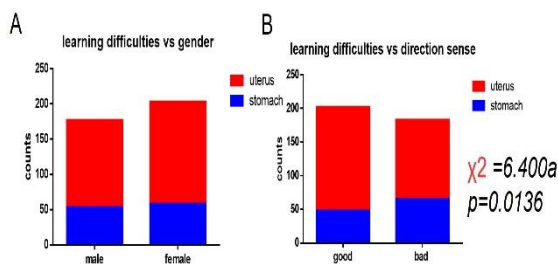 A
learning difficulties vs gender
250
200
150
100
50
0
counts
male
female
uterus
stomach
B
learning difficulties vs direction sense
250
200
150
100
50
0
counts
good
bad
uterus
stomach
χ2 =6.400a
p=0.0136